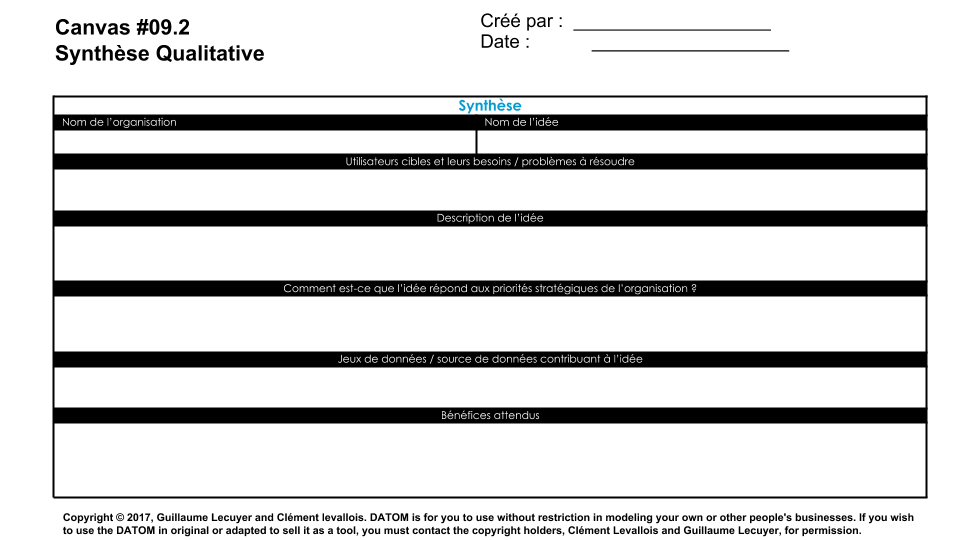 Canvas #09.2
Synthèse Qualitative
Créé par :
Date :
Synthèse
Nom de l'organisation
Nom de l'idée
Utilisateurs cibles et leurs besoins / problèmes à résoudre
Description de l'idée
Comment est-ce que l'idée répond aux priorités stratégiques de l'organisation ?
Jeux de données / source de données contribuant à l'idée
Bénéfices attendus
Copyright © 2017, Guillaume Lecuyer and Clément levallois. DATOM is for you to use without restriction in modeling your own or other people's businesses. If you wish
to use the DATOM in original or adapted to sell it as a tool, you must contact the copyright holders, Clément Levallois and Guillaume Lecuyer, for permission.